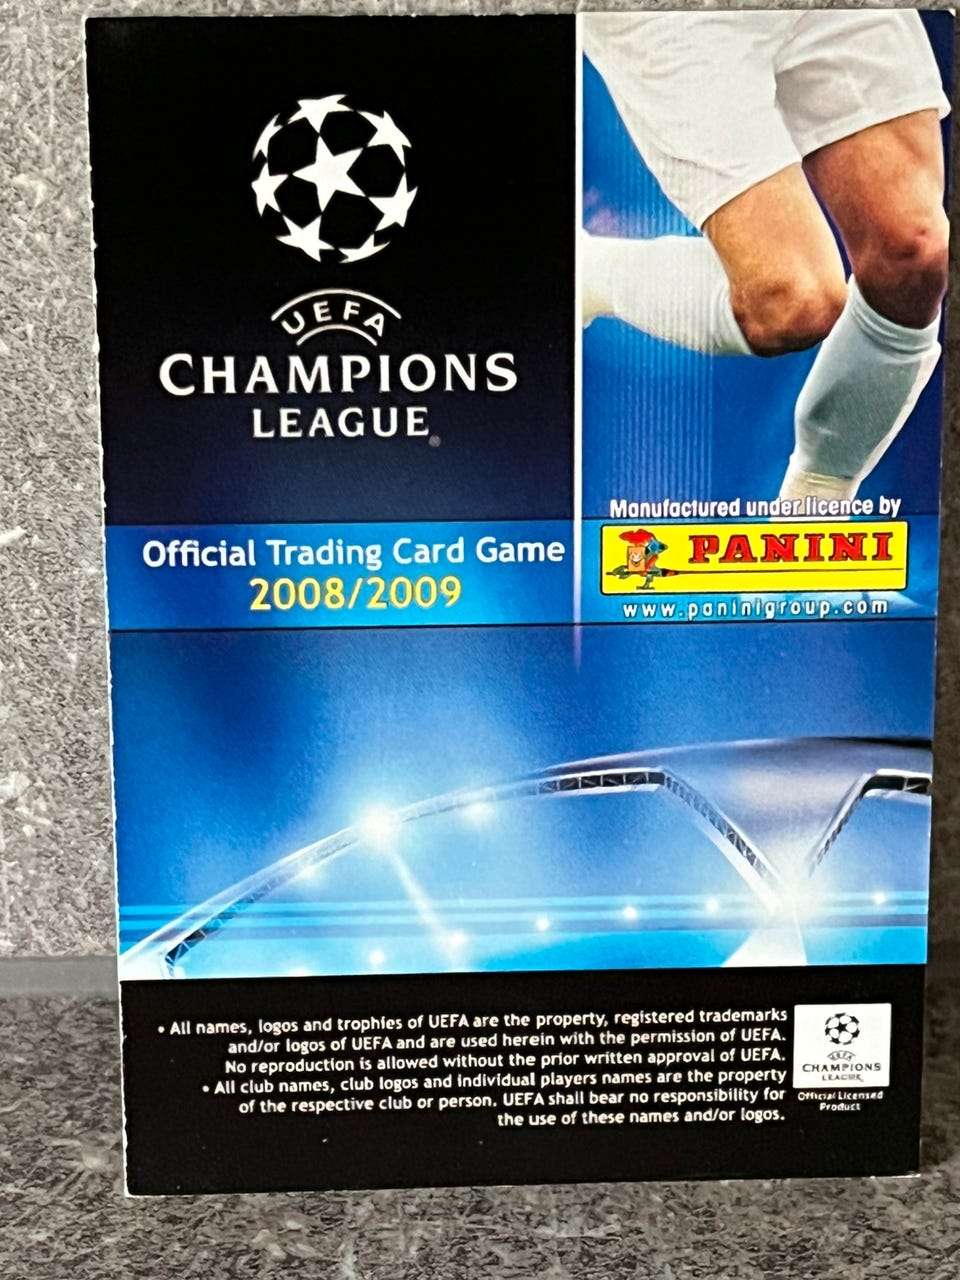 UEFA
CHAMPIONS
LEAGUE®
Official Trading Card Game
2008/2009
Manufactured under licence by
PANINI
www.paninigroup.com
• All names, logos and trophies of UEFA are the property, registered trademarks
and/or logos of UEFA and are used herein with the permission of UEFA.
No reproduction is allowed without the prior written approval of UEFA.
• All club names, club logos and individual players names are the property
of the respective club or person. UEFA shall bear no responsibility for
the use of these names and/or logos.
UEFA
CHAMPIONS
LEAGUE
Official Licensed
Product